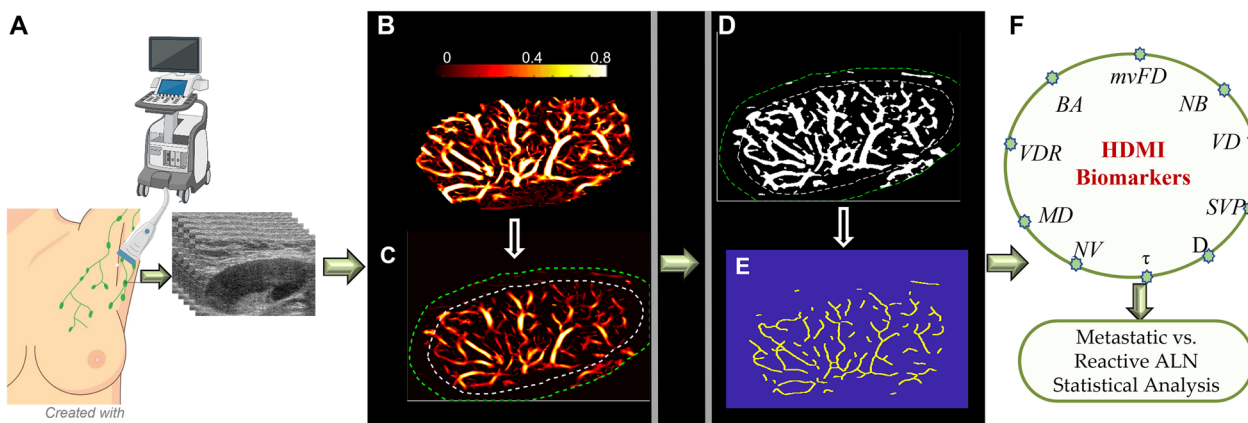 A
B
D
F
0 0.4 0.8
mvFD
BA
NB
VDR
VD
HDMI
Biomarkers
MD
SVP
NV
D
τ
C
E
Metastatic vs.
Reactive ALN
Statistical Analysis
Created with